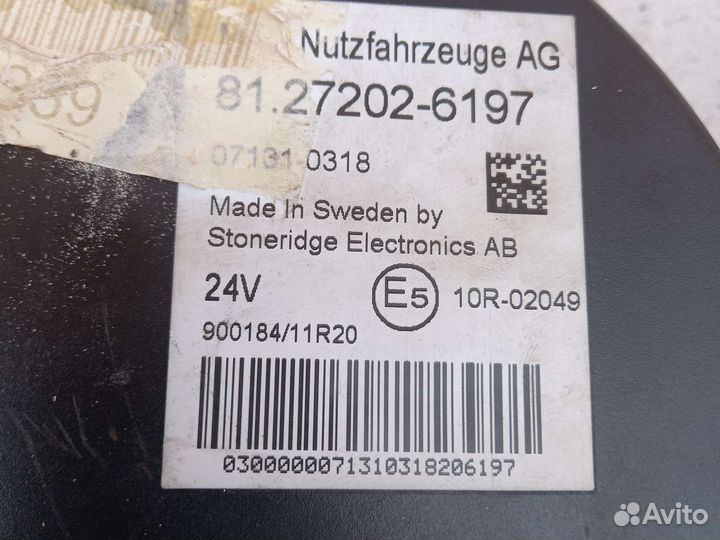 Nutzfahrzeuge AG
81.27202-6197
07131 0318
Made In Sweden by
Stoneridge Electronics AB
24V
E5
10R-02049
900184/11R20
0300000071310318206197
Avito